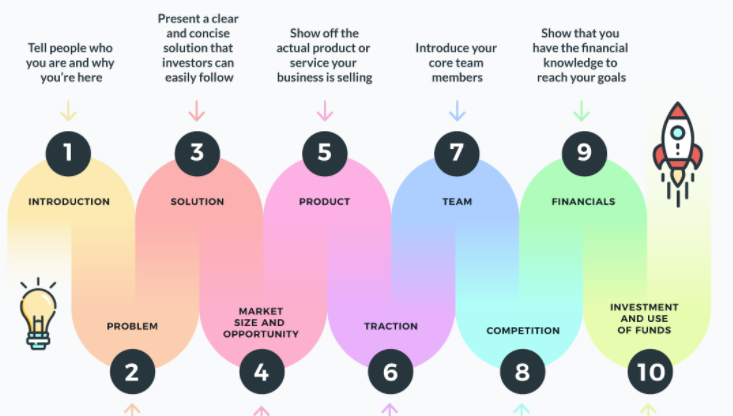 Tell people who
you are and why
you're here
1
INTRODUCTION
PROBLEM
2
Present a clear
and concise
solution that
investors can
easily follow
3
SOLUTION
MARKET
SIZE AND
OPPORTUNITY
4
Show off the
actual product or
service your
business is selling
5
PRODUCT
TRACTION
6
Introduce your
core team
members
7
TEAM
COMPETITION
8
Show that you
have the financial
knowledge to
reach your goals
9
FINANCIALS
INVESTMENT
AND USE
OF FUNDS
10